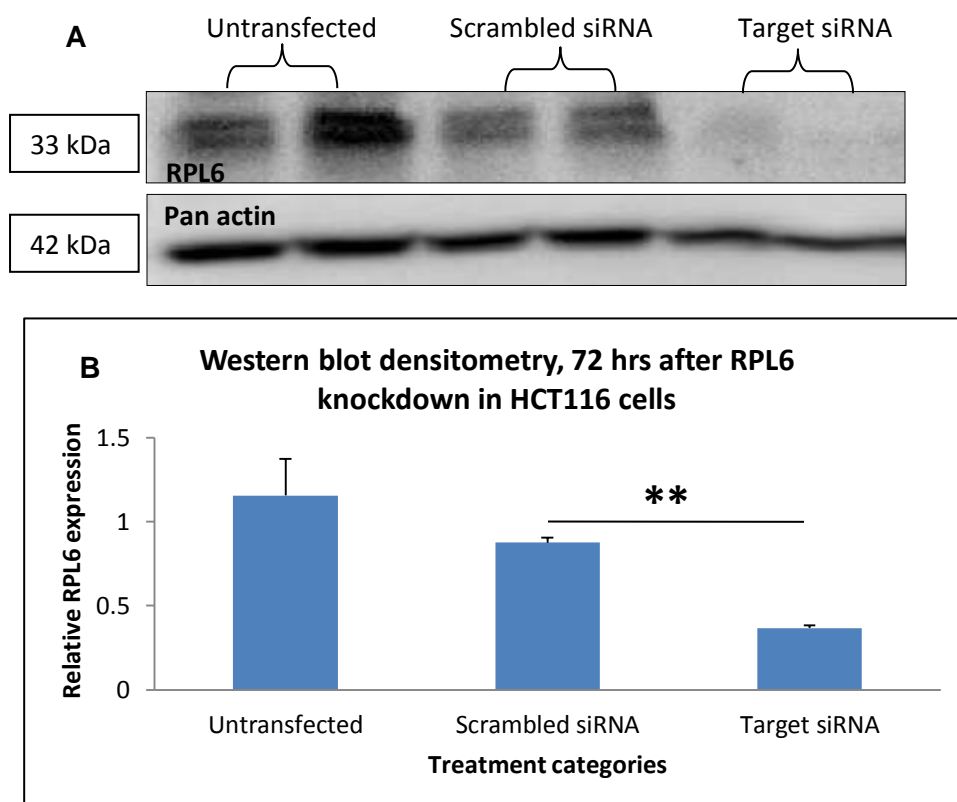 A
Untransfected
Scrambled siRNA
Target siRNA
33 kDa
RPL6
Pan actin
42 kDa
B
Western blot densitometry, 72 hrs after RPL6
knockdown in HCT116 cells
Relative RPL6 expression
1.5
1
0.5
0
**
Untransfected
Scrambled siRNA
Target siRNA
Treatment categories